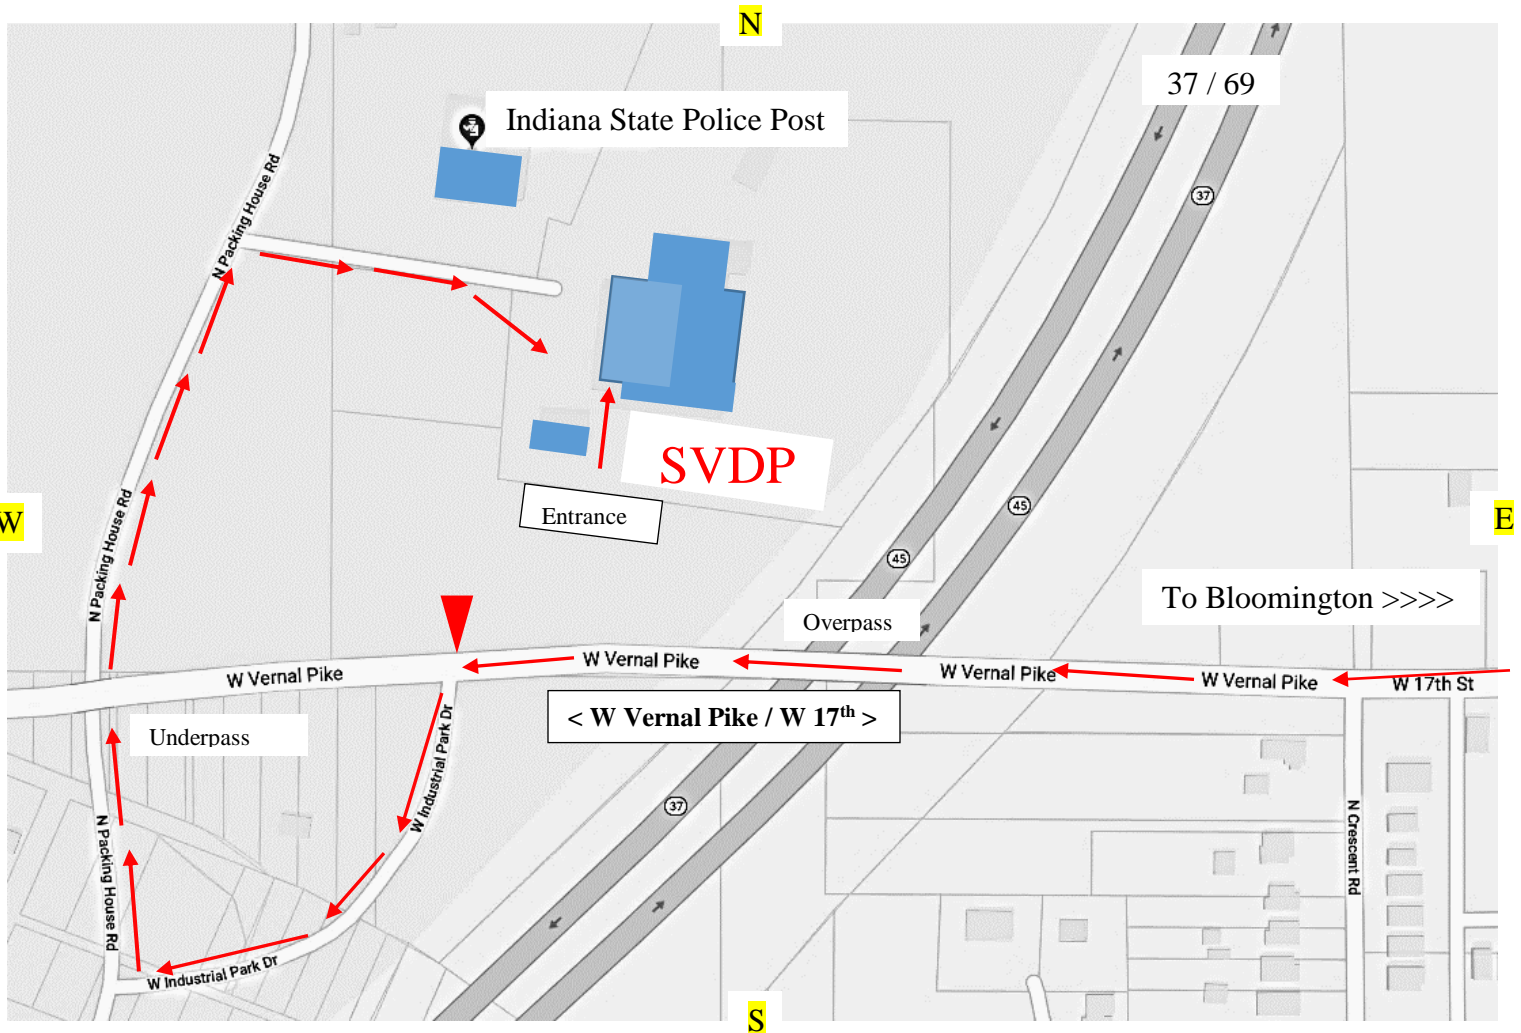 N
37 / 69
Indiana State Police Post
N Packing House Rd
37
SVDP
Entrance
W
E
N Packing House Rd
45
45
To Bloomington >>>>
Overpass
W Vernal Pike
W Vernal Pike
W Vernal Pike
W Vernal Pike
W 17th St
< W Vernal Pike / W 17th >
Underpass
W Industrial Park Dr
37
N Packing House Rd
N Crescent Rd
W Industrial Park Dr
S